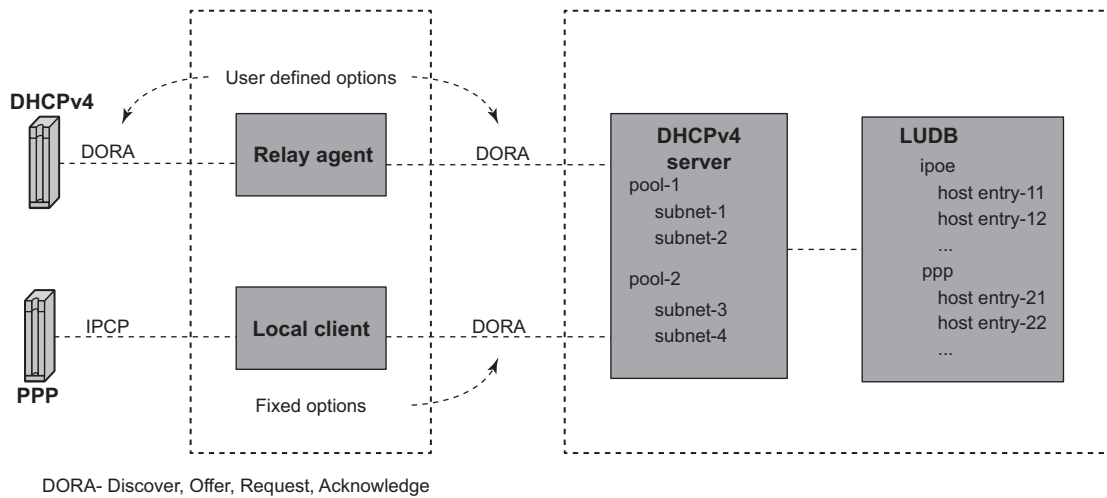 User defined options
DHCPv4
DORA
Relay agent
DORA
DHCPv4
server
pool-1
subnet-1
subnet-2
pool-2
subnet-3
subnet-4
LUDB
ipoe
host entry-11
host entry-12
...
ppp
host entry-21
host entry-22
...
IPCP
Local client
DORA
PPP
Fixed options
DORA- Discover, Offer, Request, Acknowledge